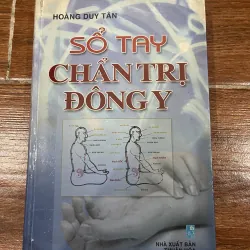 HOÀNG DUY TÂN
SỔ TAY
CHẨN TRỊ
ĐÔNG Y
NHÀ XUẤT BẢN